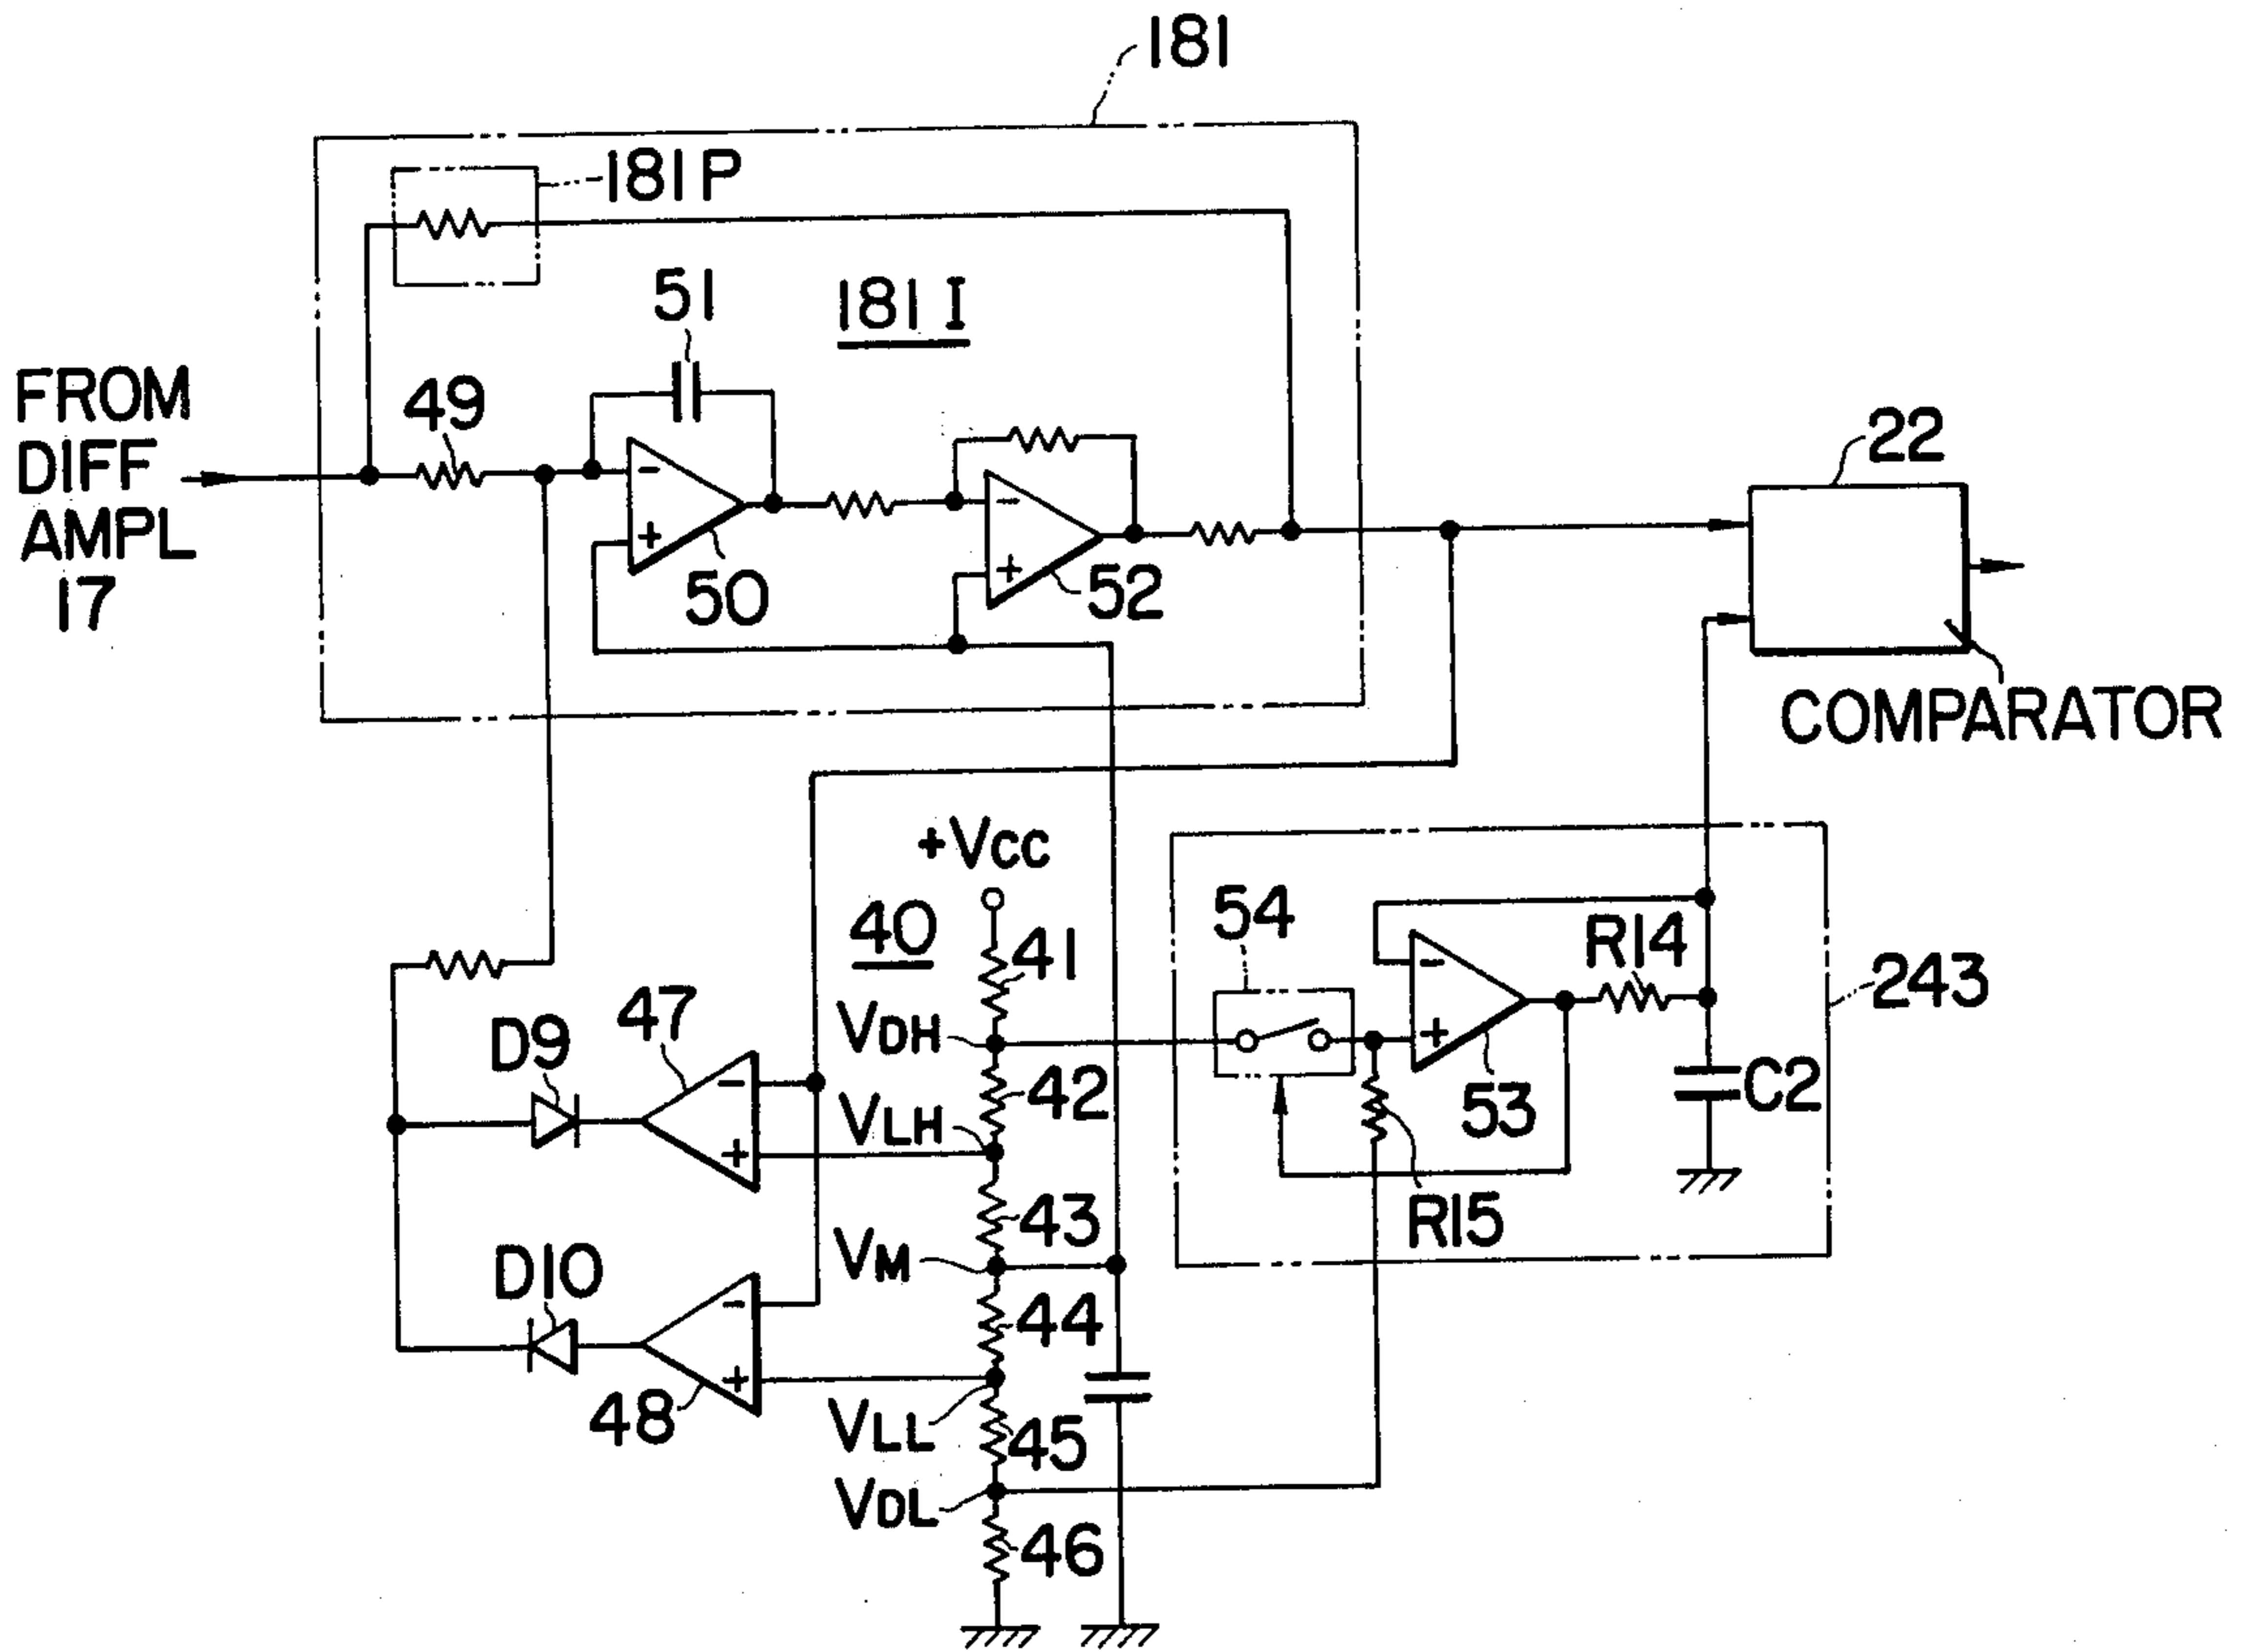 181
181P
51
181I
FROM
DIFF
AMPL
17
49
-
+
50
-
+
52
22
COMPARATOR
+Vcc
40
41
54
R14
243
VDH
D9
47
-
+
42
-
+
53
C2
VLH
R15
43
VM
D10
-
+
48
44
VLL
45
VDL
46